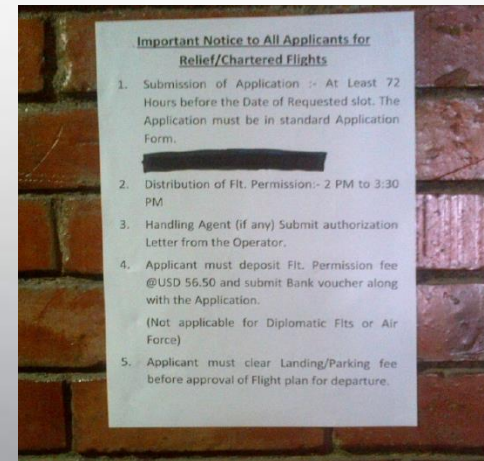 Important Notice to All Applicants for
Relief/Chartered Flights
1. Submission of Application :- At Least 72
Hours before the Date of Requested slot. The
Application must be in standard Application
Form.
2. Distribution of Flt. Permission:- 2 PM to 3:30
PM
3. Handling Agent (if any) Submit authorization
Letter from the Operator.
4. Applicant must deposit Flt. Permission fee
@USD 56.50 and submit Bank voucher along
with the Application.
(Not applicable for Diplomatic Flts or Air
Force)
5. Applicant must clear Landing/Parking fee
before approval of Flight plan for departure.